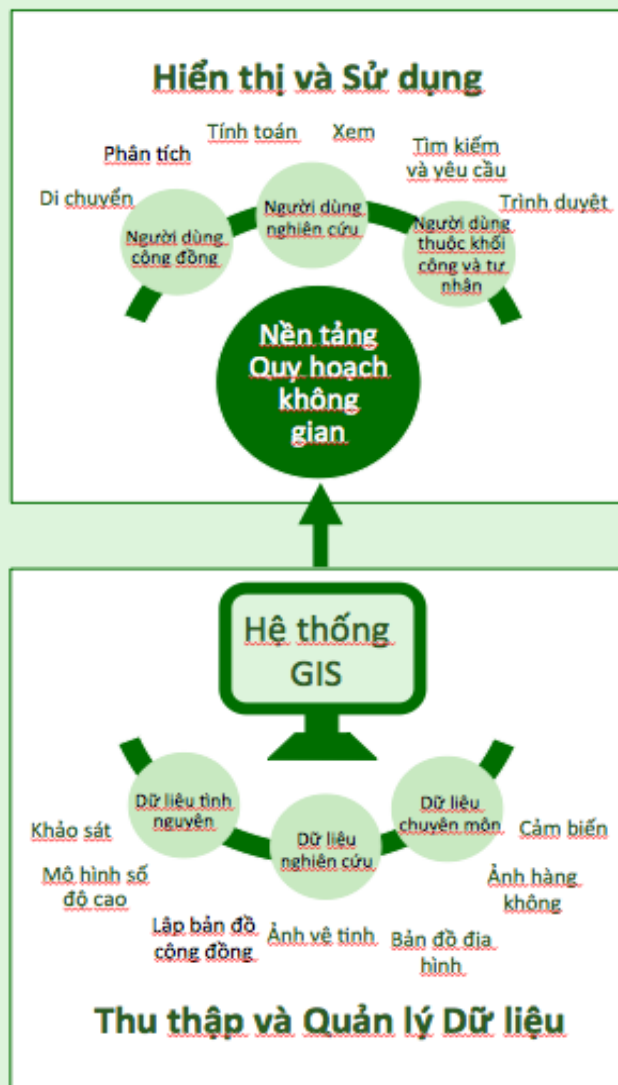 Hiển thị và Sử dụng
Tính toán
Xem
Phân tích
Tìm kiếm
và yêu cầu
Di chuyển
Trình duyệt
Người dùng
cộng đồng
Người dùng
nghiên cứu
Người dùng
thuộc khối
công và tư
nhân
Nền tảng
Quy hoạch
không
gian
Hệ thống
GIS
Dữ liệu tình
nguyện
Dữ liệu
nghiên cứu
Dữ liệu
chuyên môn
Khảo sát
Cảm biến
Mô hình số
độ cao
Ảnh hàng
không
Lập bản đồ
cộng đồng
Ảnh vệ tinh
Bản đồ địa
hình
Thu thập và Quản lý Dữ liệu